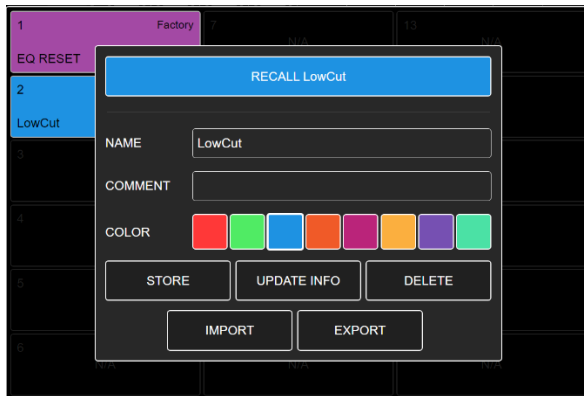 1 Factory 7 13
N/A N/A
EQ RESET
RECALL LowCut
2
LowCut
NAME LowCut
3
COMMENT
4
COLOR
5
STORE UPDATE INFO DELETE
IMPORT EXPORT
6
N/A N/A